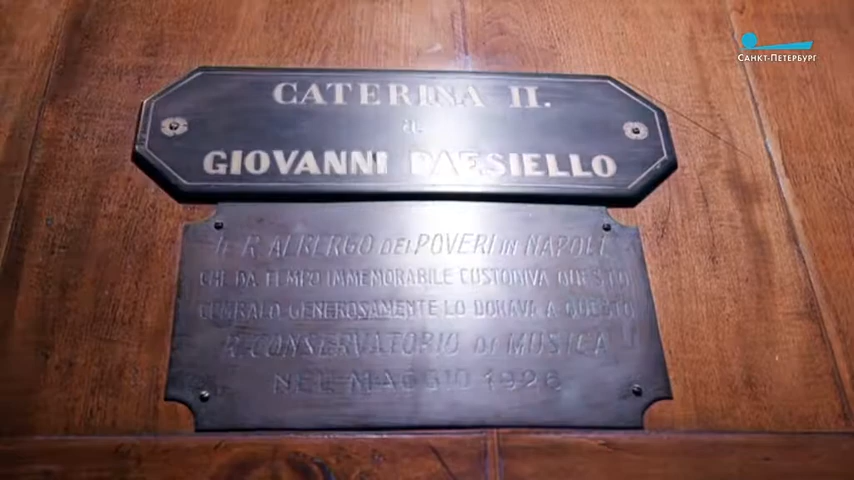 САНКТ-ПЕТЕРБУРГ
CATERINA II.
a
GIOVANNI PAESIELLO
IL R. ALBERGO DEI POVERI IN NAPOLI
CHE DA TEMPO IMMEMORABILE CUSTODIVA QUESTO
CEMBALO GENEROSAMENTE LO DONAVA A QUESTO
R. CONSERVATORIO DI MUSICA
NEL MAGGIO 1926